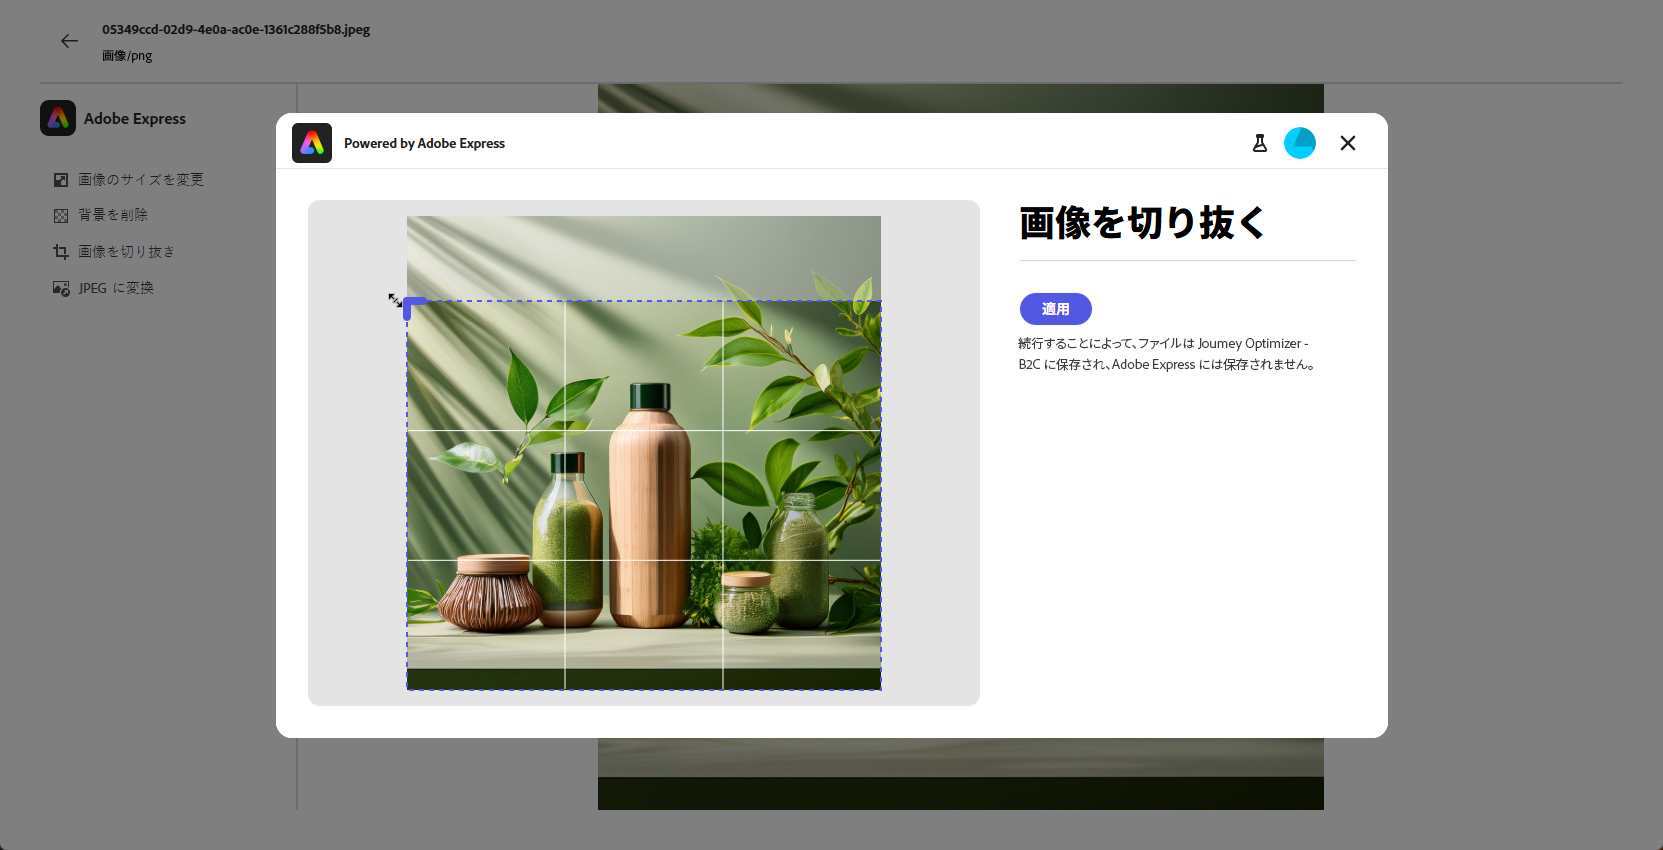 05349ccd-02d9-4e0a-ac0e-1361c288f5b8.jpeg
画像/png
Adobe Express
画像のサイズを変更
背景を削除
画像を切り抜き
JPEG に変換
Powered by Adobe Express
画像を切り抜く
適用
続行することによって、ファイルは Joumey Optimizer -
B2C に保存され、Adobe Express には保存されません。